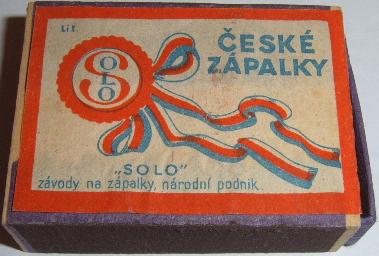 Lit.
ČESKÉ
ZÁPALKY
SOLO
„SOLO"
závody na zápalky, národní podnik